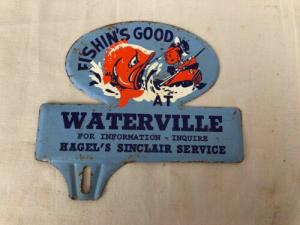 FISHIN'S GOOD
AT
WATERVILLE
FOR INFORMATION - INQUIRE
HAGEL'S SINCLAIR SERVICE